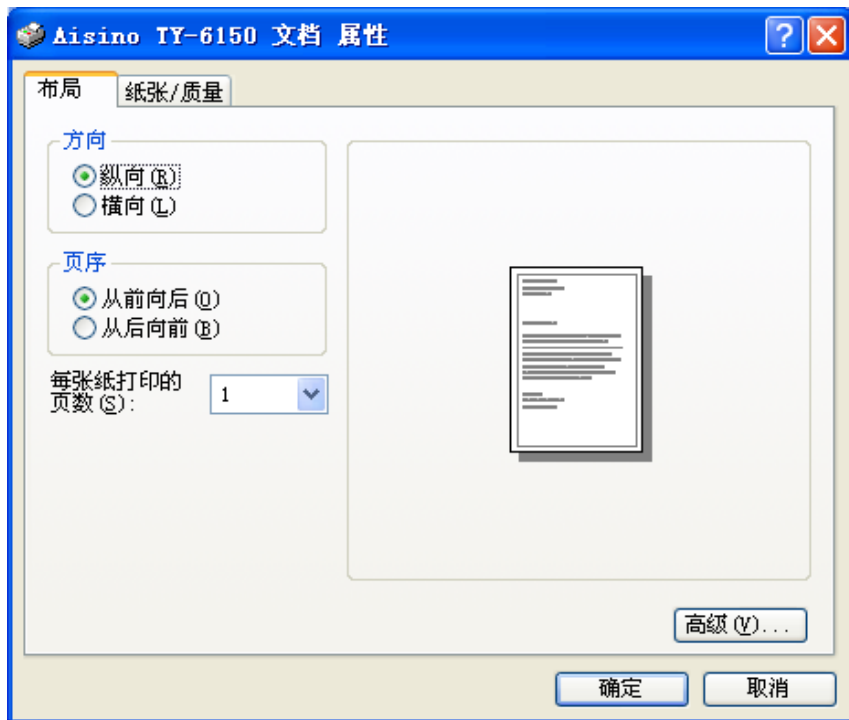 Aisino TY-6150 文档 属性
布局
纸张/质量
方向
纵向(R)
横向(L)
页序
从前向后(O)
从后向前(B)
每张纸打印的
页数(S):
1
高级(V)...
确定
取消